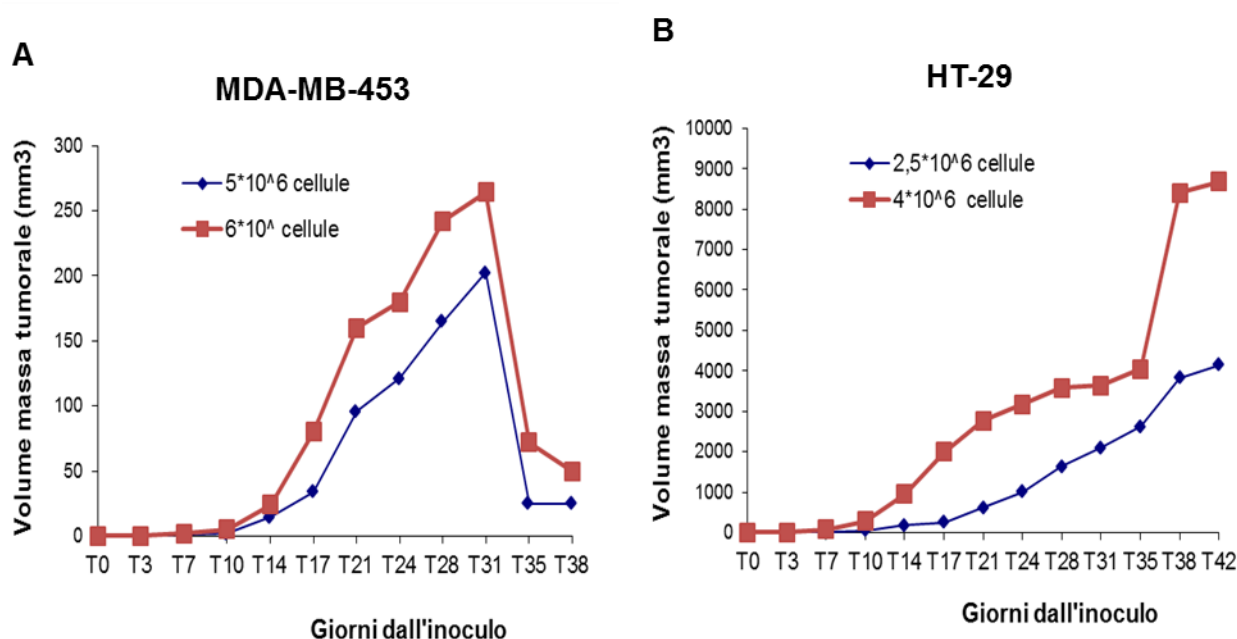 A
MDA-MB-453
Volume massa tumorale (mm3)
300
250
200
150
100
50
0
5*10^6 cellule
6*10^ cellule
T0 T3 T7 T10 T14 T17 T21 T24 T28 T31 T35 T38
Giorni dall'inoculo
B
HT-29
Volume massa tumorale (mm3)
10000
9000
8000
7000
6000
5000
4000
3000
2000
1000
0
2,5*10^6 cellule
4*10^6 cellule
T0 T3 T7 T10 T14 T17 T21 T24 T28 T31 T35 T38 T42
Giorni dall'inoculo